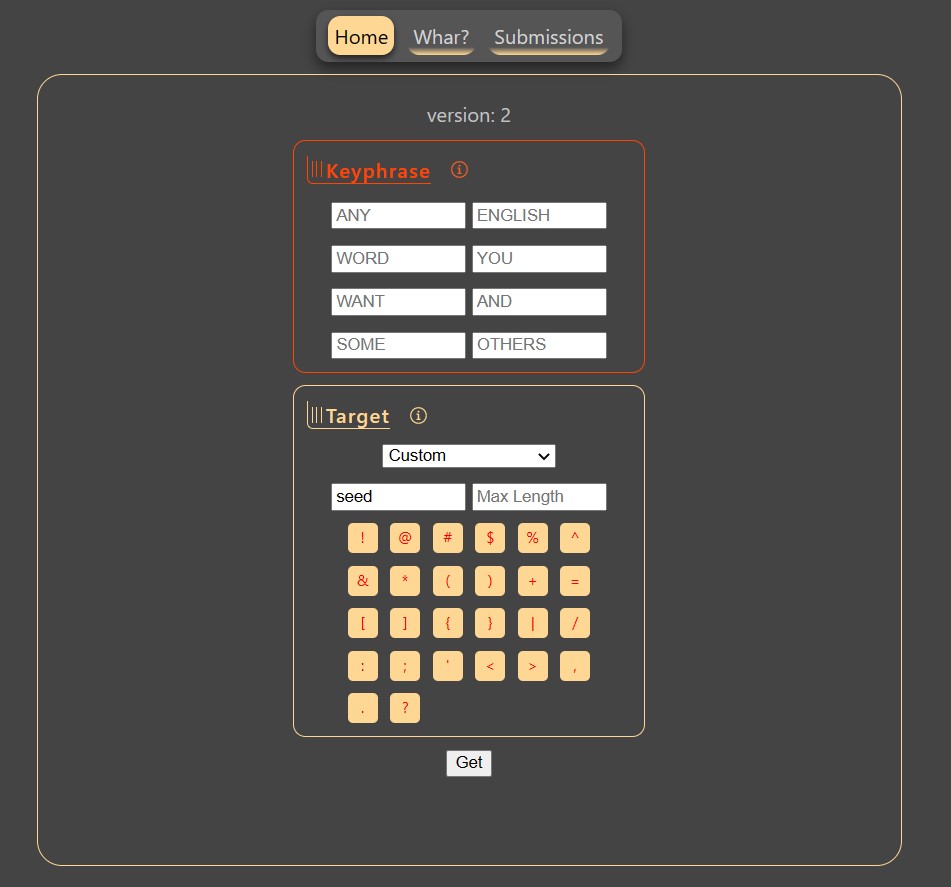 Home Whar? Submissions
version: 2
Keyphrase
ANY ENGLISH
WORD YOU
WANT AND
SOME OTHERS
Target
Custom
seed Max Length
! @ # $ % ^
& * ( ) + =
[ ] { } | /
: ; ' < > ,
. ?
Get